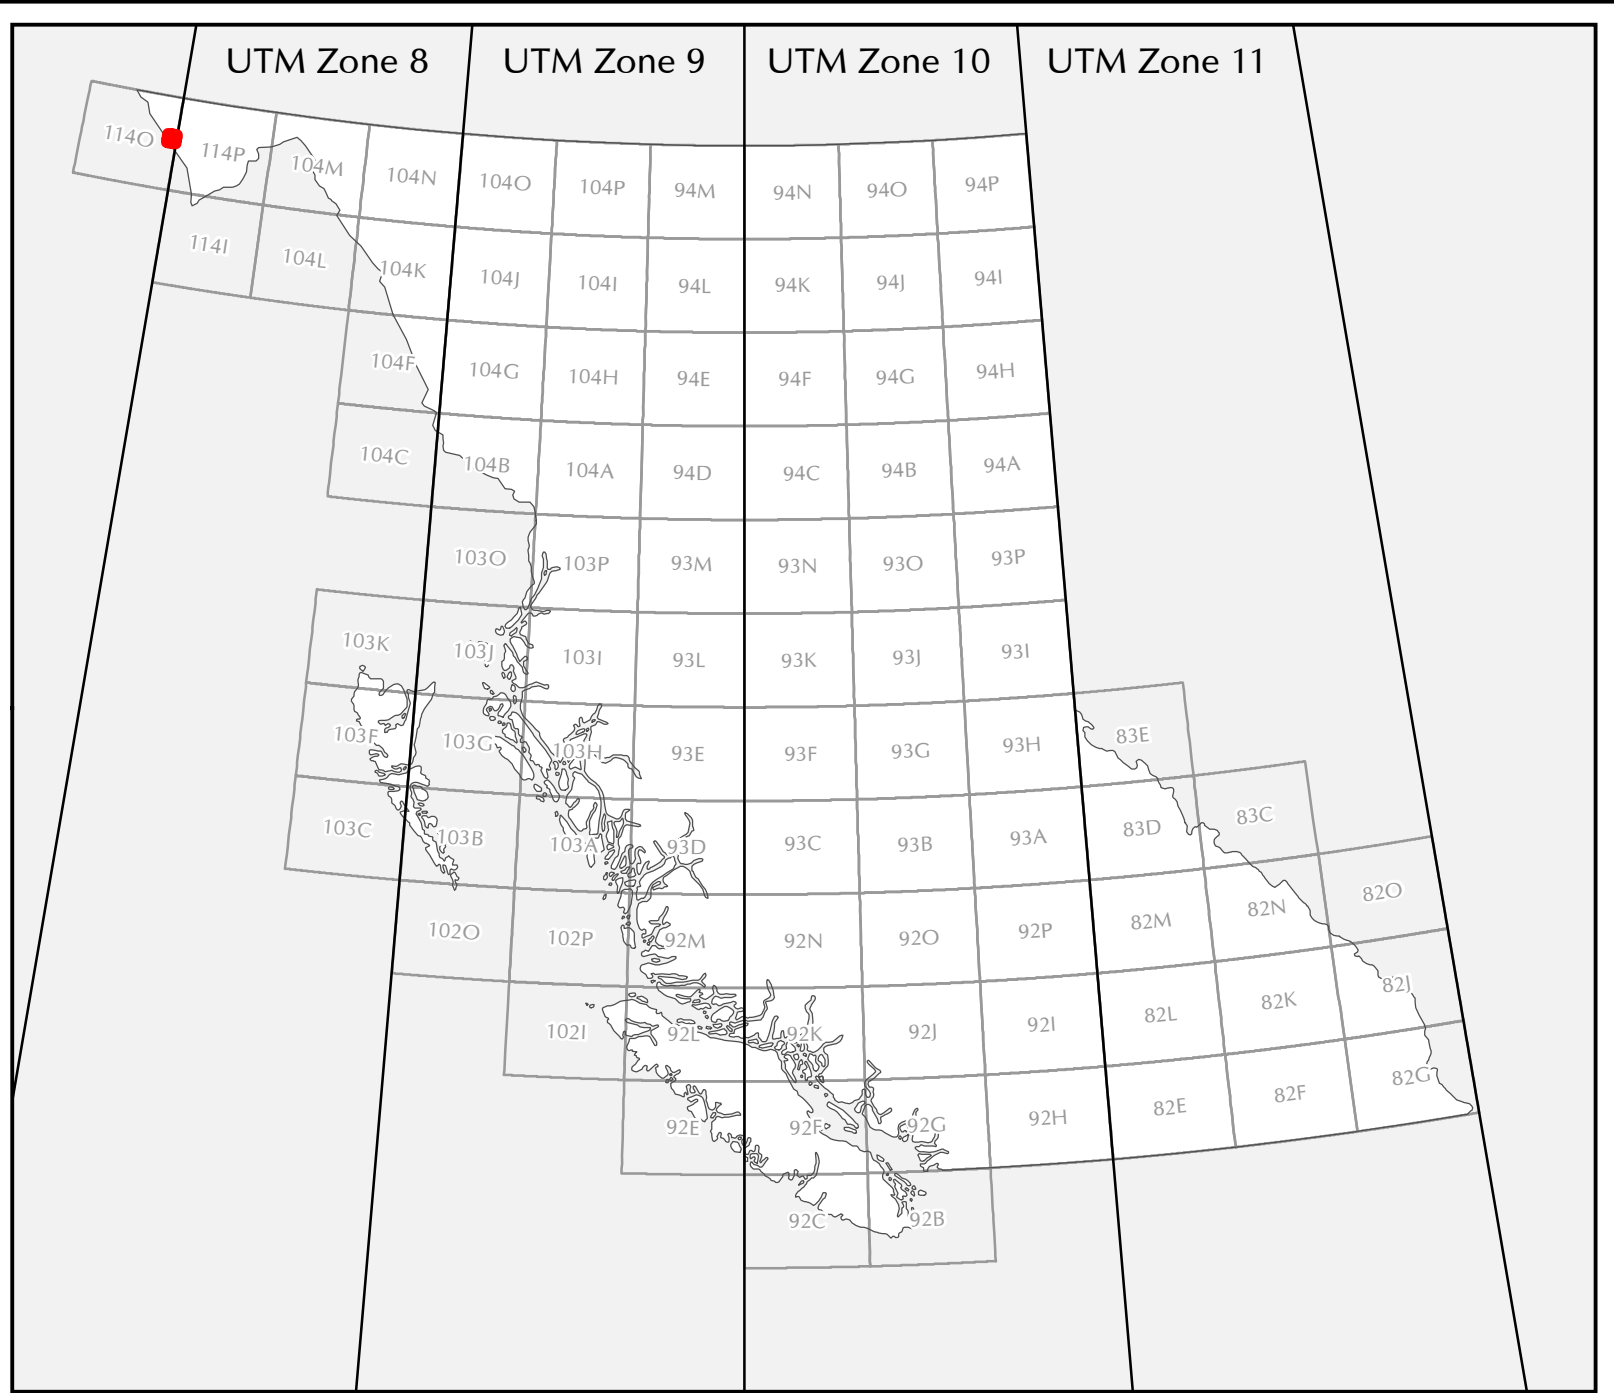 UTM Zone 8 UTM Zone 9 UTM Zone 10 UTM Zone 11
114O 114P 104M 104N 104O 104P 94M 94N 94O 94P
114I 104L 104K 104J 104I 94L 94K 94J 94I
104F 104G 104H 94E 94F 94G 94H
104C 104B 104A 94D 94C 94B 94A
103O 103P 93M 93N 93O 93P
103K 103J 103I 93L 93K 93J 93I
103F 103G 103H 93E 93F 93G 93H 83E
103C 103B 103A 93D 93C 93B 93A 83D 83C
102O 102P 92M 92N 92O 92P 82M 82N 82O
102I 92L 92K 92J 92I 82L 82K 82J
92E 92F 92G 92H 82E 82F 82G
92C 92B